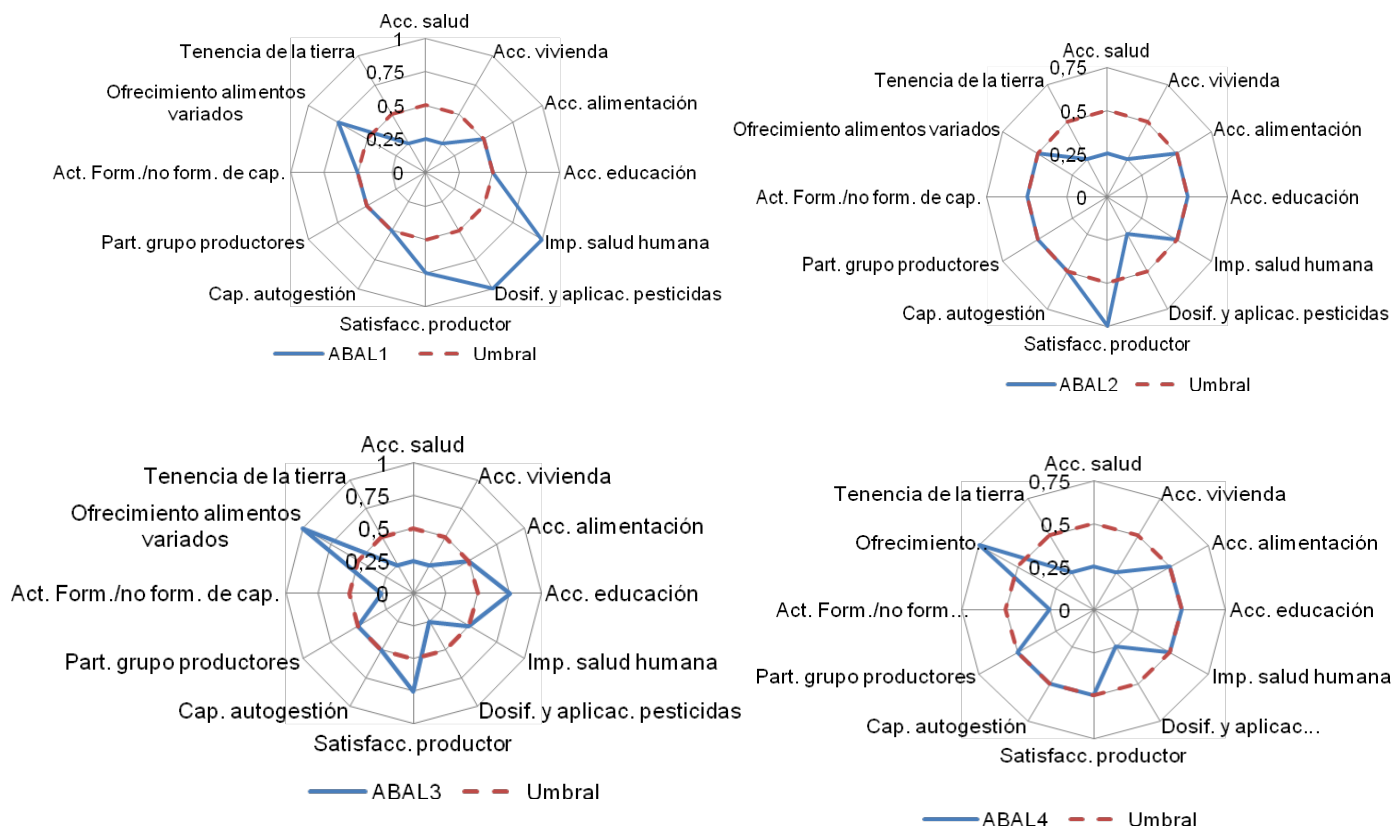 Acc. salud
1
Tenencia de la tierra
Acc. vivienda
0,75
Ofrecimiento alimentos
variados
Acc. alimentación
0,5
0,25
Act. Form./no form. de cap.
0
Acc. educación
Part. grupo productores
Imp. salud humana
Cap. autogestión
Dosif. y aplicac. pesticidas
Satisfacc. productor
ABAL1
Umbral
Acc. salud
0,75
Tenencia de la tierra
Acc. vivienda
0,5
Ofrecimiento alimentos variados
Acc. alimentación
0,25
Act. Form./no form. de cap.
0
Acc. educación
Part. grupo productores
Imp. salud humana
Cap. autogestión
Dosif. y aplicac. pesticidas
Satisfacc. productor
ABAL2
Umbral
Acc. salud
1
Tenencia de la tierra
Acc. vivienda
0,75
Ofrecimiento alimentos
variados
Acc. alimentación
0,5
0,25
Act. Form./no form. de cap.
0
Acc. educación
Part. grupo productores
Imp. salud humana
Cap. autogestión
Dosif. y aplicac. pesticidas
Satisfacc. productor
ABAL3
Umbral
Acc. salud
0,75
Tenencia de la tierra
Acc. vivienda
0,5
Ofrecimiento...
Acc. alimentación
0,25
Act. Form./no form...
0
Acc. educación
Part. grupo productores
Imp. salud humana
Cap. autogestión
Dosif. y aplicac...
Satisfacc. productor
ABAL4
Umbral